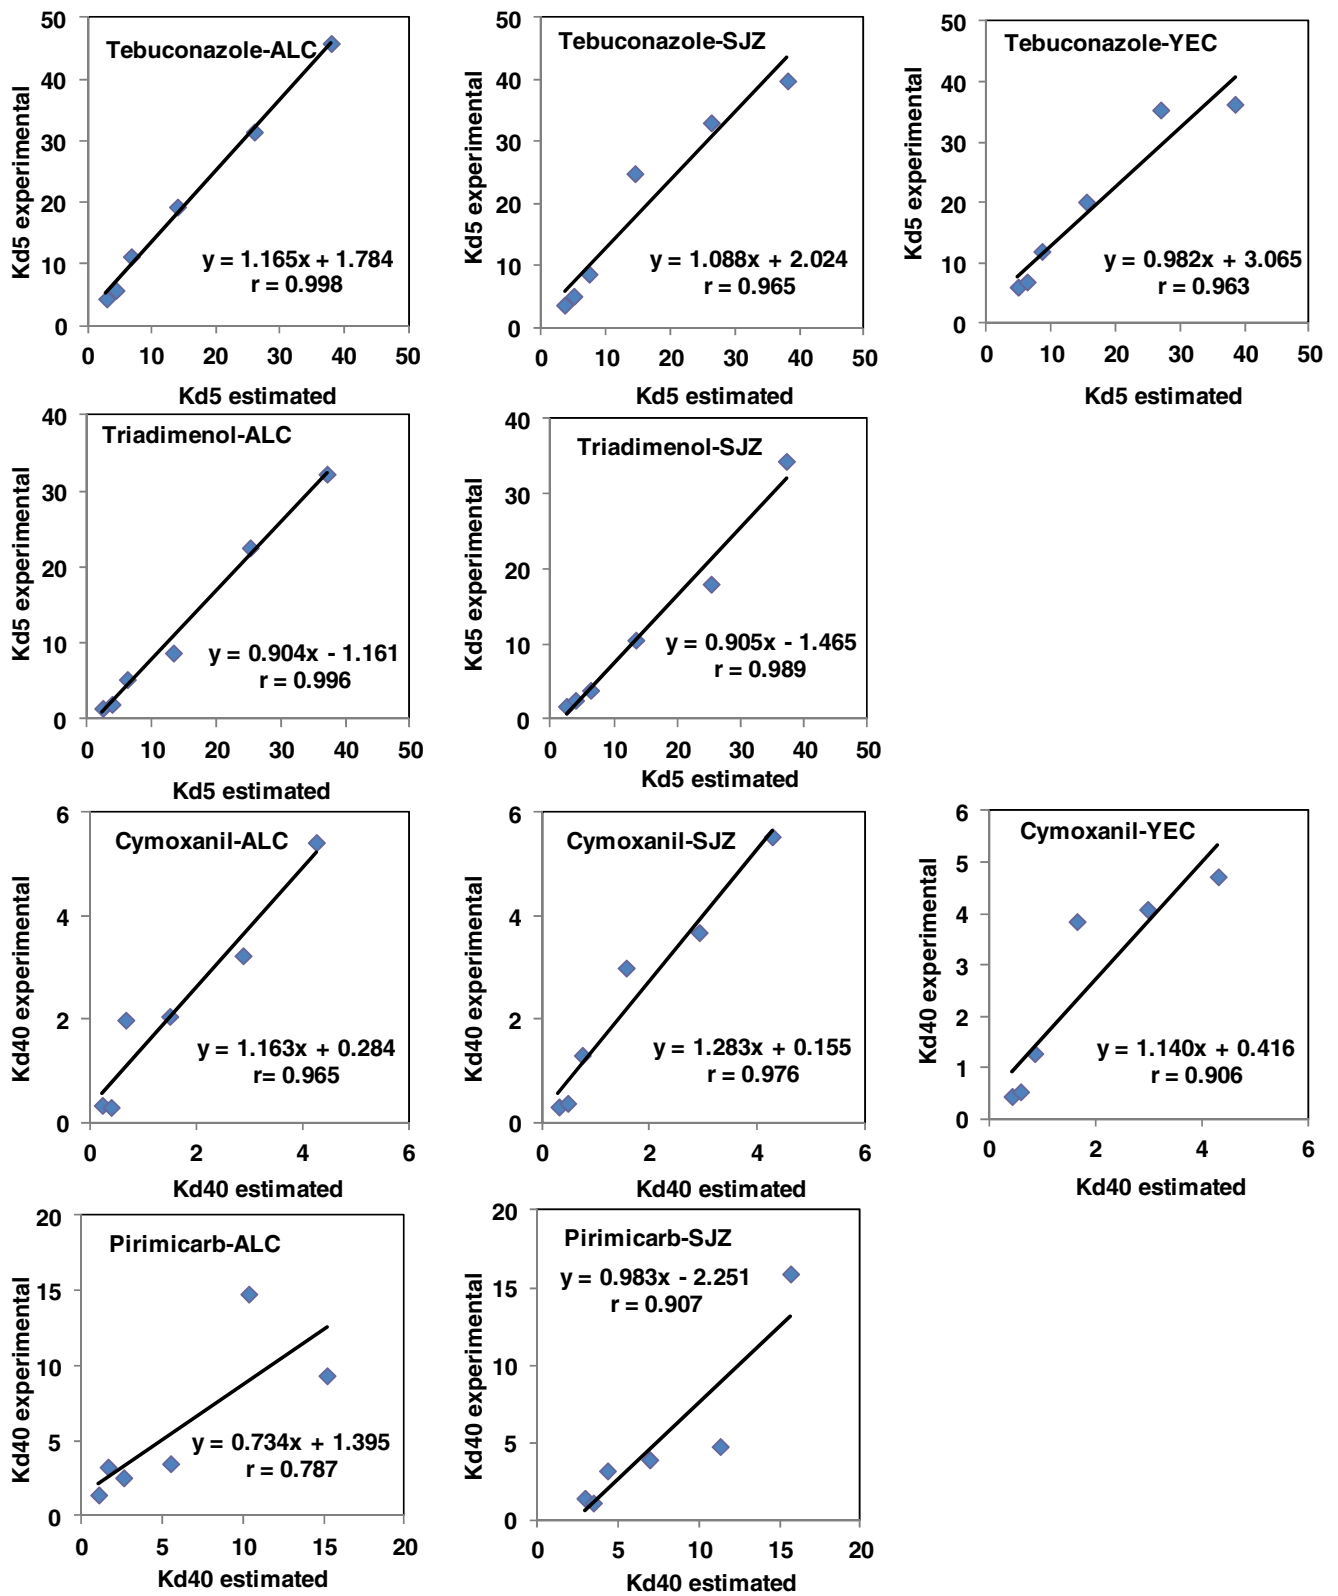 Tebuconazole-ALC
Kd5 experimental
50
40
30
20
10
0
y = 1.165x + 1.784
r = 0.998
0 10 20 30 40 50
Kd5 estimated
Tebuconazole-SJZ
Kd5 experimental
50
40
30
20
10
0
y = 1.088x + 2.024
r = 0.965
0 10 20 30 40 50
Kd5 estimated
Tebuconazole-YEC
Kd5 experimental
50
40
30
20
10
0
y = 0.982x + 3.065
r = 0.963
0 10 20 30 40 50
Kd5 estimated
Triadimenol-ALC
Kd5 experimental
40
30
20
10
0
y = 0.904x - 1.161
r = 0.996
0 10 20 30 40 50
Kd5 estimated
Triadimenol-SJZ
Kd5 experimental
40
30
20
10
0
y = 0.905x - 1.465
r = 0.989
0 10 20 30 40 50
Kd5 estimated
Cymoxanil-ALC
Kd40 experimental
6
4
2
0
y = 1.163x + 0.284
r= 0.965
0 2 4 6
Kd40 estimated
Cymoxanil-SJZ
Kd40 experimental
6
4
2
0
y = 1.283x + 0.155
r = 0.976
0 2 4 6
Kd40 estimated
Cymoxanil-YEC
Kd40 experimental
6
5
4
3
2
1
0
y = 1.140x + 0.416
r = 0.906
0 2 4 6
Kd40 estimated
Pirimicarb-ALC
Kd40 experimental
20
15
10
5
0
y = 0.734x + 1.395
r = 0.787
0 5 10 15 20
Kd40 estimated
Pirimicarb-SJZ
y = 0.983x - 2.251
r = 0.907
Kd40 experimental
20
15
10
5
0
0 5 10 15 20
Kd40 estimated